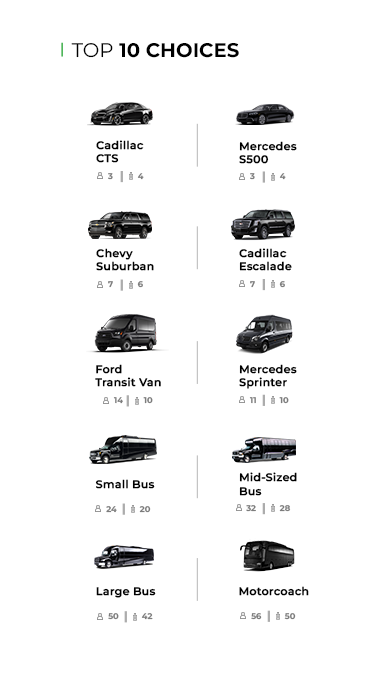 TOP 10 CHOICES
Cadillac
CTS
3 4
Mercedes
S500
3 4
Chevy
Suburban
7 6
Cadillac
Escalade
7 6
Ford
Transit Van
14 10
Mercedes
Sprinter
11 10
Small Bus
24 20
Mid-Sized
Bus
32 28
Large Bus
50 42
Motorcoach
56 50